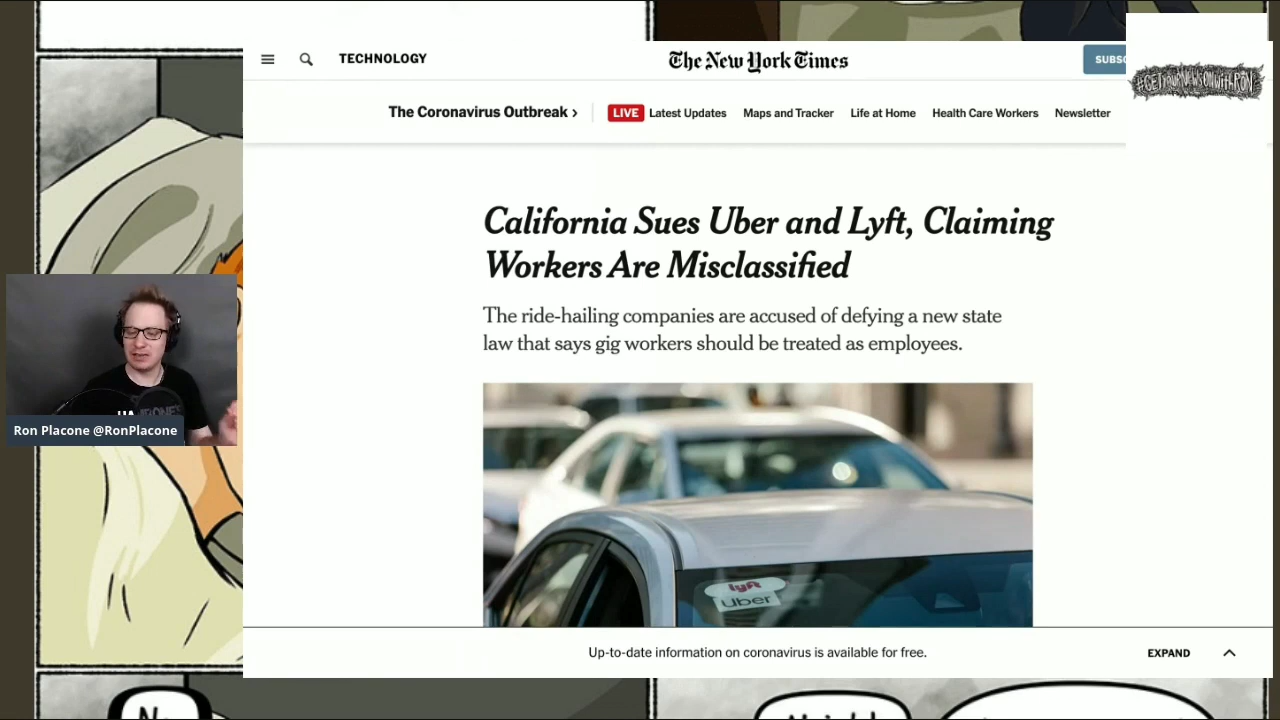 TECHNOLOGY
The New York Times
#GETYOURNEWSONWITHRON
The Coronavirus Outbreak ›
LIVE Latest Updates Maps and Tracker Life at Home Health Care Workers Newsletter
California Sues Uber and Lyft, Claiming
Workers Are Misclassified
The ride-hailing companies are accused of defying a new state
law that says gig workers should be treated as employees.
Ron Placone @RonPlacone
lyft
Uber
Up-to-date information on coronavirus is available for free.
EXPAND